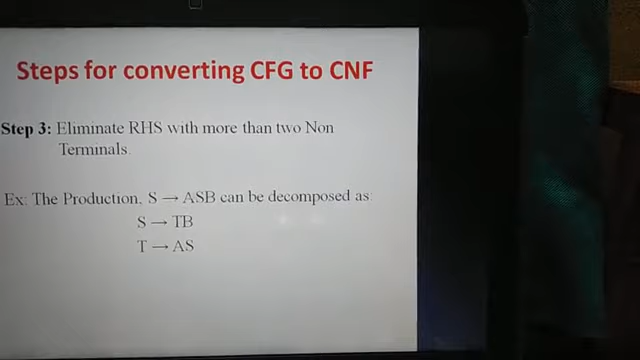 Steps for converting CFG to CNF
Step 3: Eliminate RHS with more than two Non
Terminals.
Ex: The Production, S → ASB can be decomposed as:
S → TB
T → AS